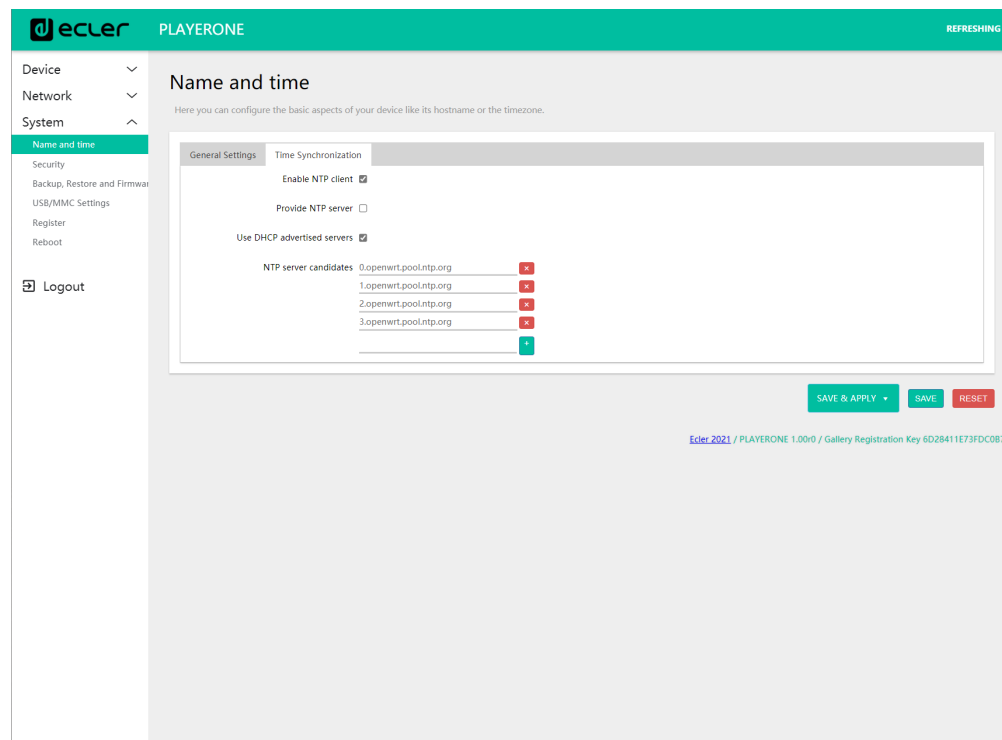 ecler
PLAYERONE
REFRESHING
Device
Network
System
Name and time
Security
Backup, Restore and
USB/MMC Settings
Register
Reboot
Logout
Name and time
Here you can configure the basic aspects of your device like its hostname or the timezone.
General Settings Time Synchronization
Enable NTP client
Provide NTP server
Use DHCP advertised servers
NTP server candidates 0.openwrt.pool.ntp.org ×
1.openwrt.pool.ntp.org ×
2.openwrt.pool.ntp.org ×
3.openwrt.pool.ntp.org ×
+
SAVE & APPLY SAVE RESET
Ecler 2021 / PLAYERONE 1.00r0 / Gallery Registration Key